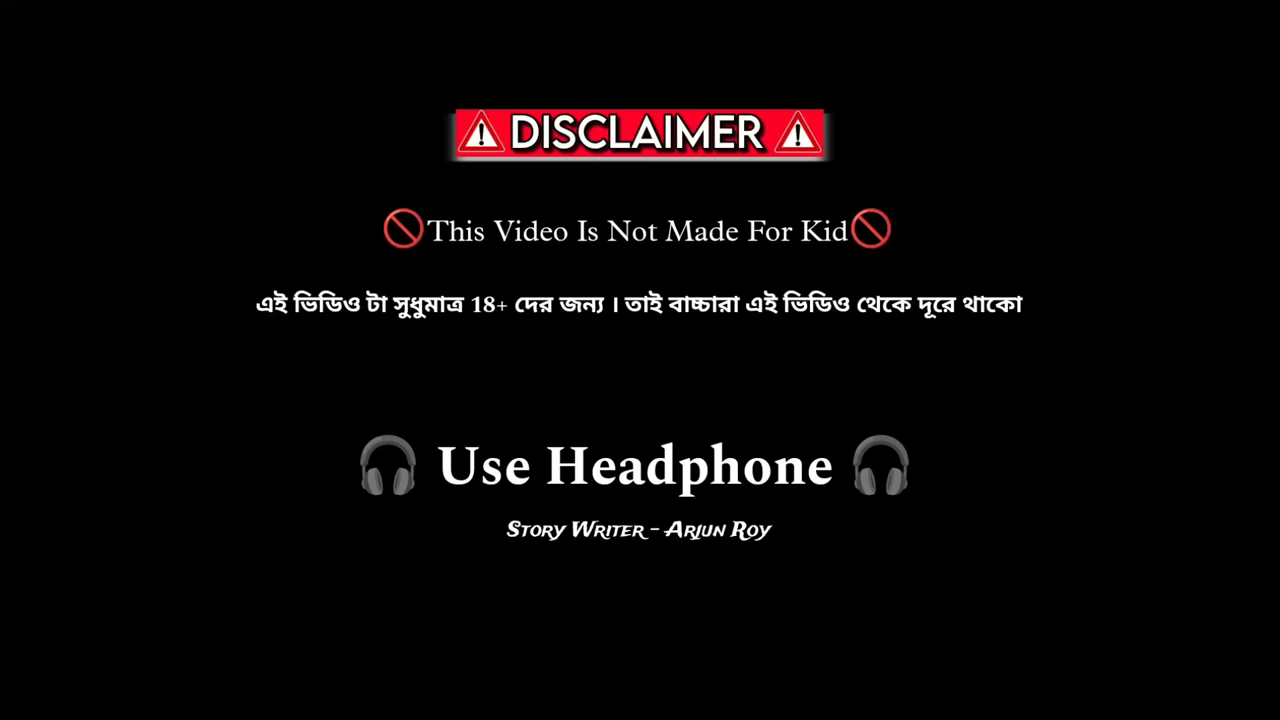 ⚠️DISCLAIMER ⚠️
🚫This Video Is Not Made For Kid🚫
এই ভিডিও টা সুধুমাত্র 18+ দের জন্য । তাই বাচ্চারা এই ভিডিও থেকে দূরে থাকো
🎧 Use Headphone 🎧
Story Writer - Arjun Roy